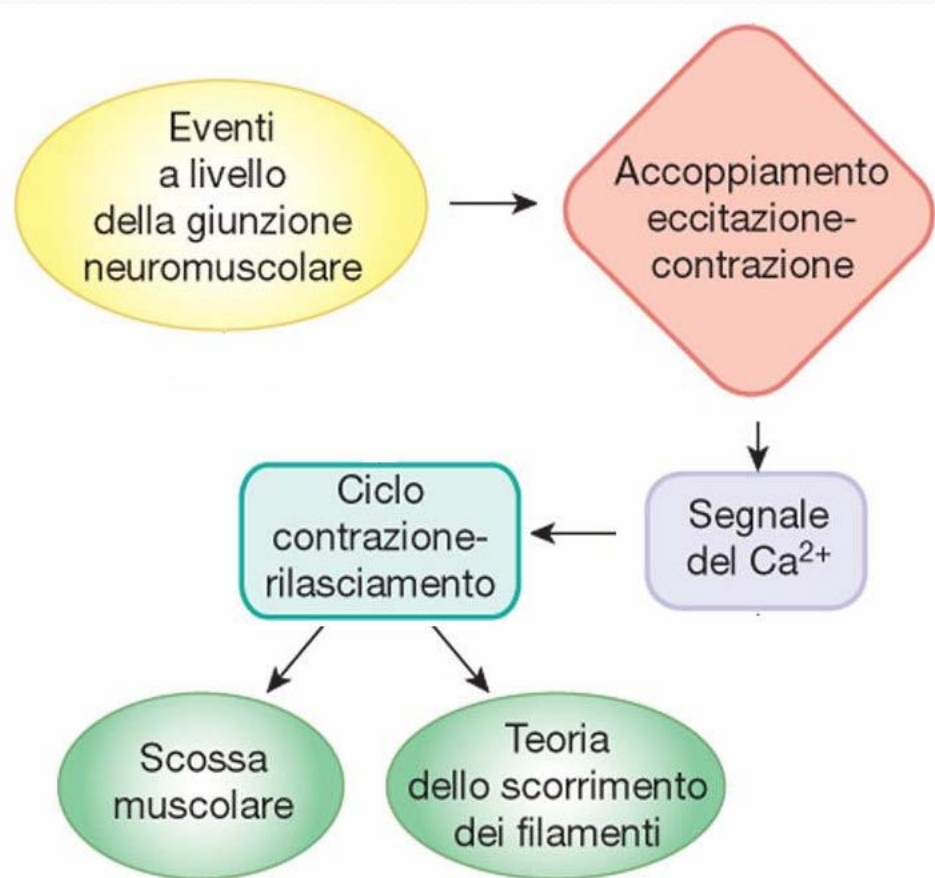 Eventi
a livello
della giunzione
neuromuscolare
Accoppiamento
eccitazione-
contrazione
Segnale
del Ca²⁺
Ciclo
contrazione-
rilasciamento
Scossa
muscolare
Teoria
dello scorrimento
dei filamenti